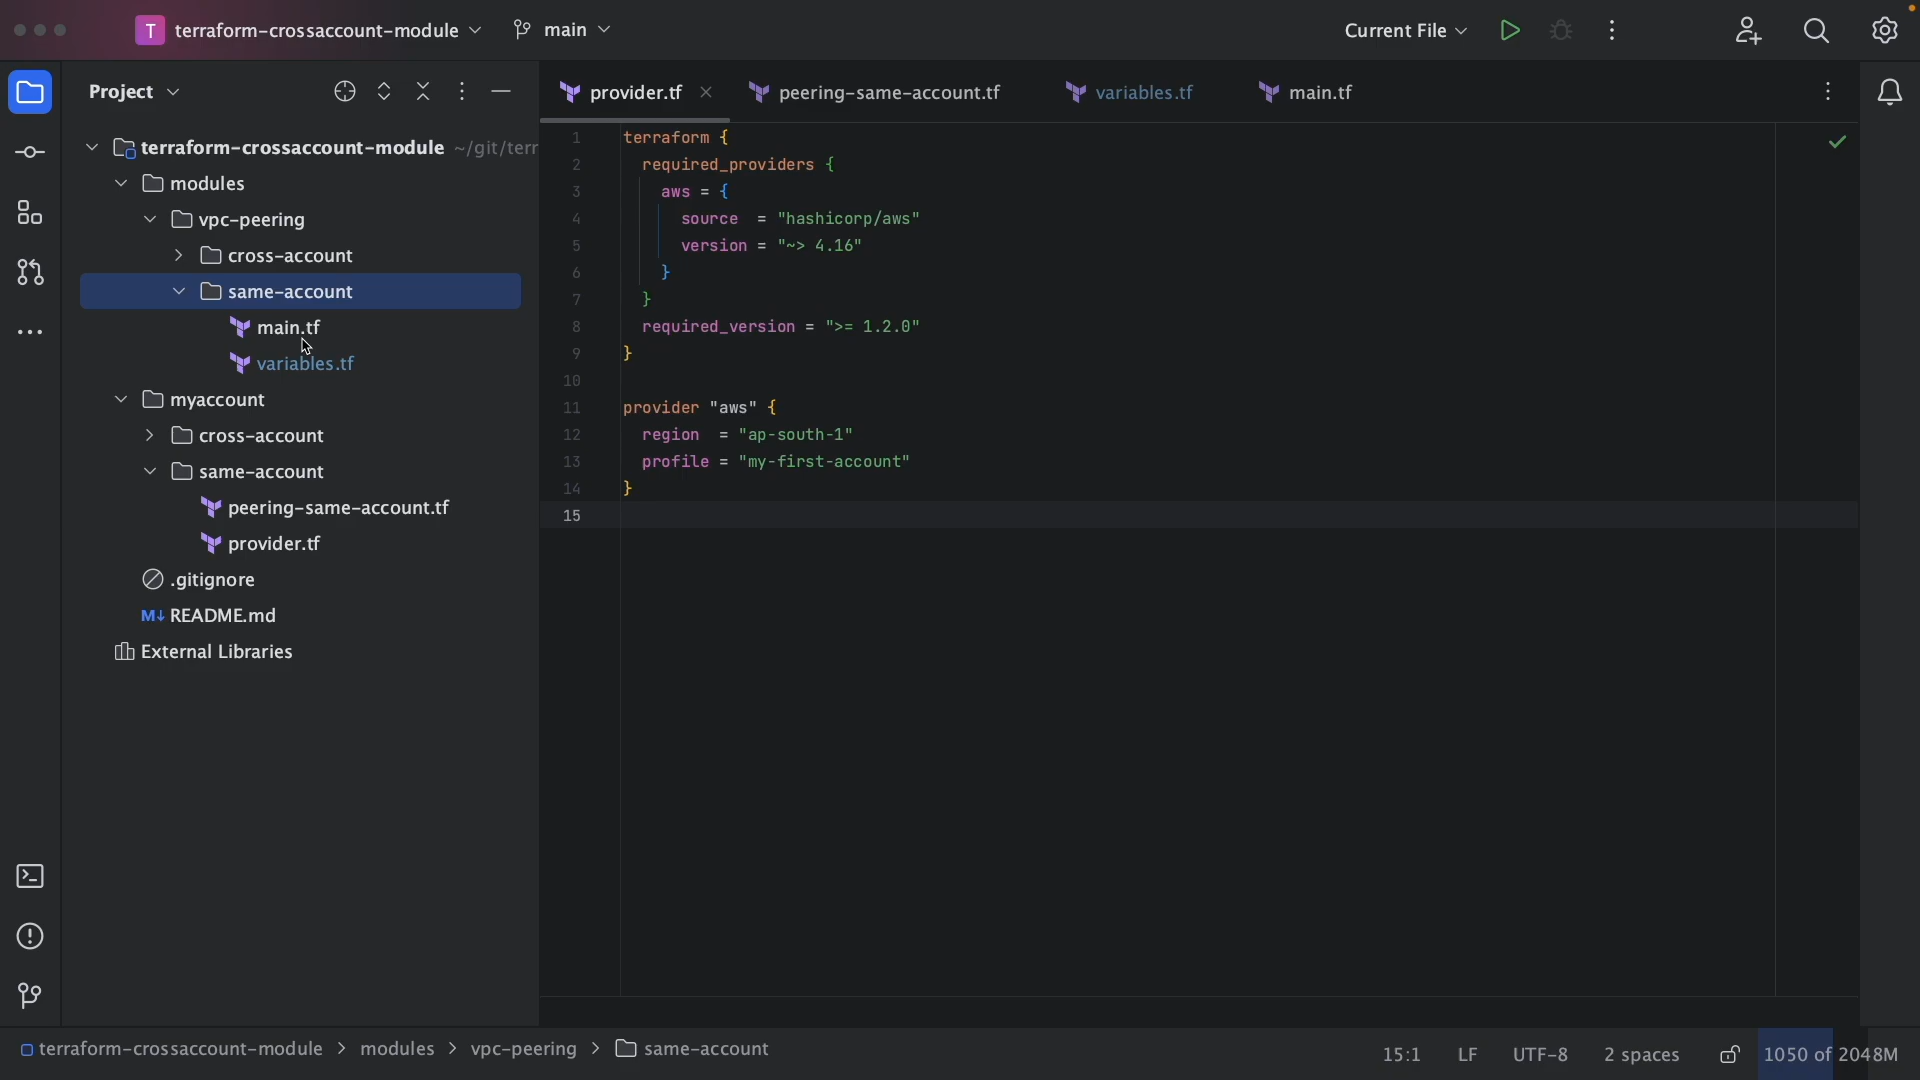 T terraform-crossaccount-module main Current File
Project
provider.tf peering-same-account.tf variables.tf main.tf
terraform-crossaccount-module ~/git/terr
modules
vpc-peering
cross-account
same-account
main.tf
variables.tf
myaccount
cross-account
same-account
peering-same-account.tf
provider.tf
.gitignore
M↓ README.md
External Libraries
1 terraform {
2 required_providers {
3 aws = {
4 source = "hashicorp/aws"
5 version = "~> 4.16"
6 }
7 }
8 required_version = ">= 1.2.0"
9 }
10
11 provider "aws" {
12 region = "ap-south-1"
13 profile = "my-first-account"
14 }
15
terraform-crossaccount-module > modules > vpc-peering > same-account 15:1 LF UTF-8 2 spaces 1050 of 2048M